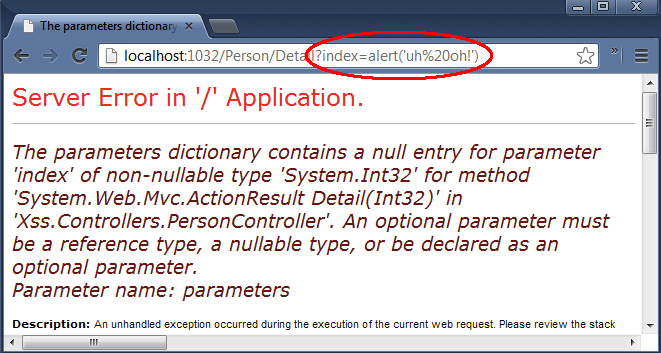 The parameters dictionary
localhost:1032/Person/Detail?index=alert('uh%20oh!')
Server Error in '/' Application.
The parameters dictionary contains a null entry for parameter
'index' of non-nullable type 'System.Int32' for method
'System.Web.Mvc.ActionResult Detail(Int32)' in
'Xss.Controllers.PersonController'. An optional parameter must
be a reference type, a nullable type, or be declared as an
optional parameter.
Parameter name: parameters
Description: An unhandled exception occurred during the execution of the current web request. Please review the stack